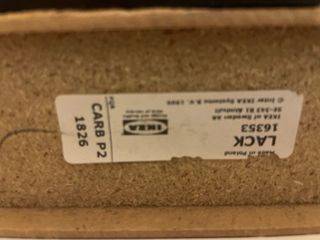 Made in Poland
LACK
16353
IKEA of Sweden AB
SE-343 81 Älmhult
© Inter IKEA Systems B.V. 1999
IKEA
CARB P2
1826